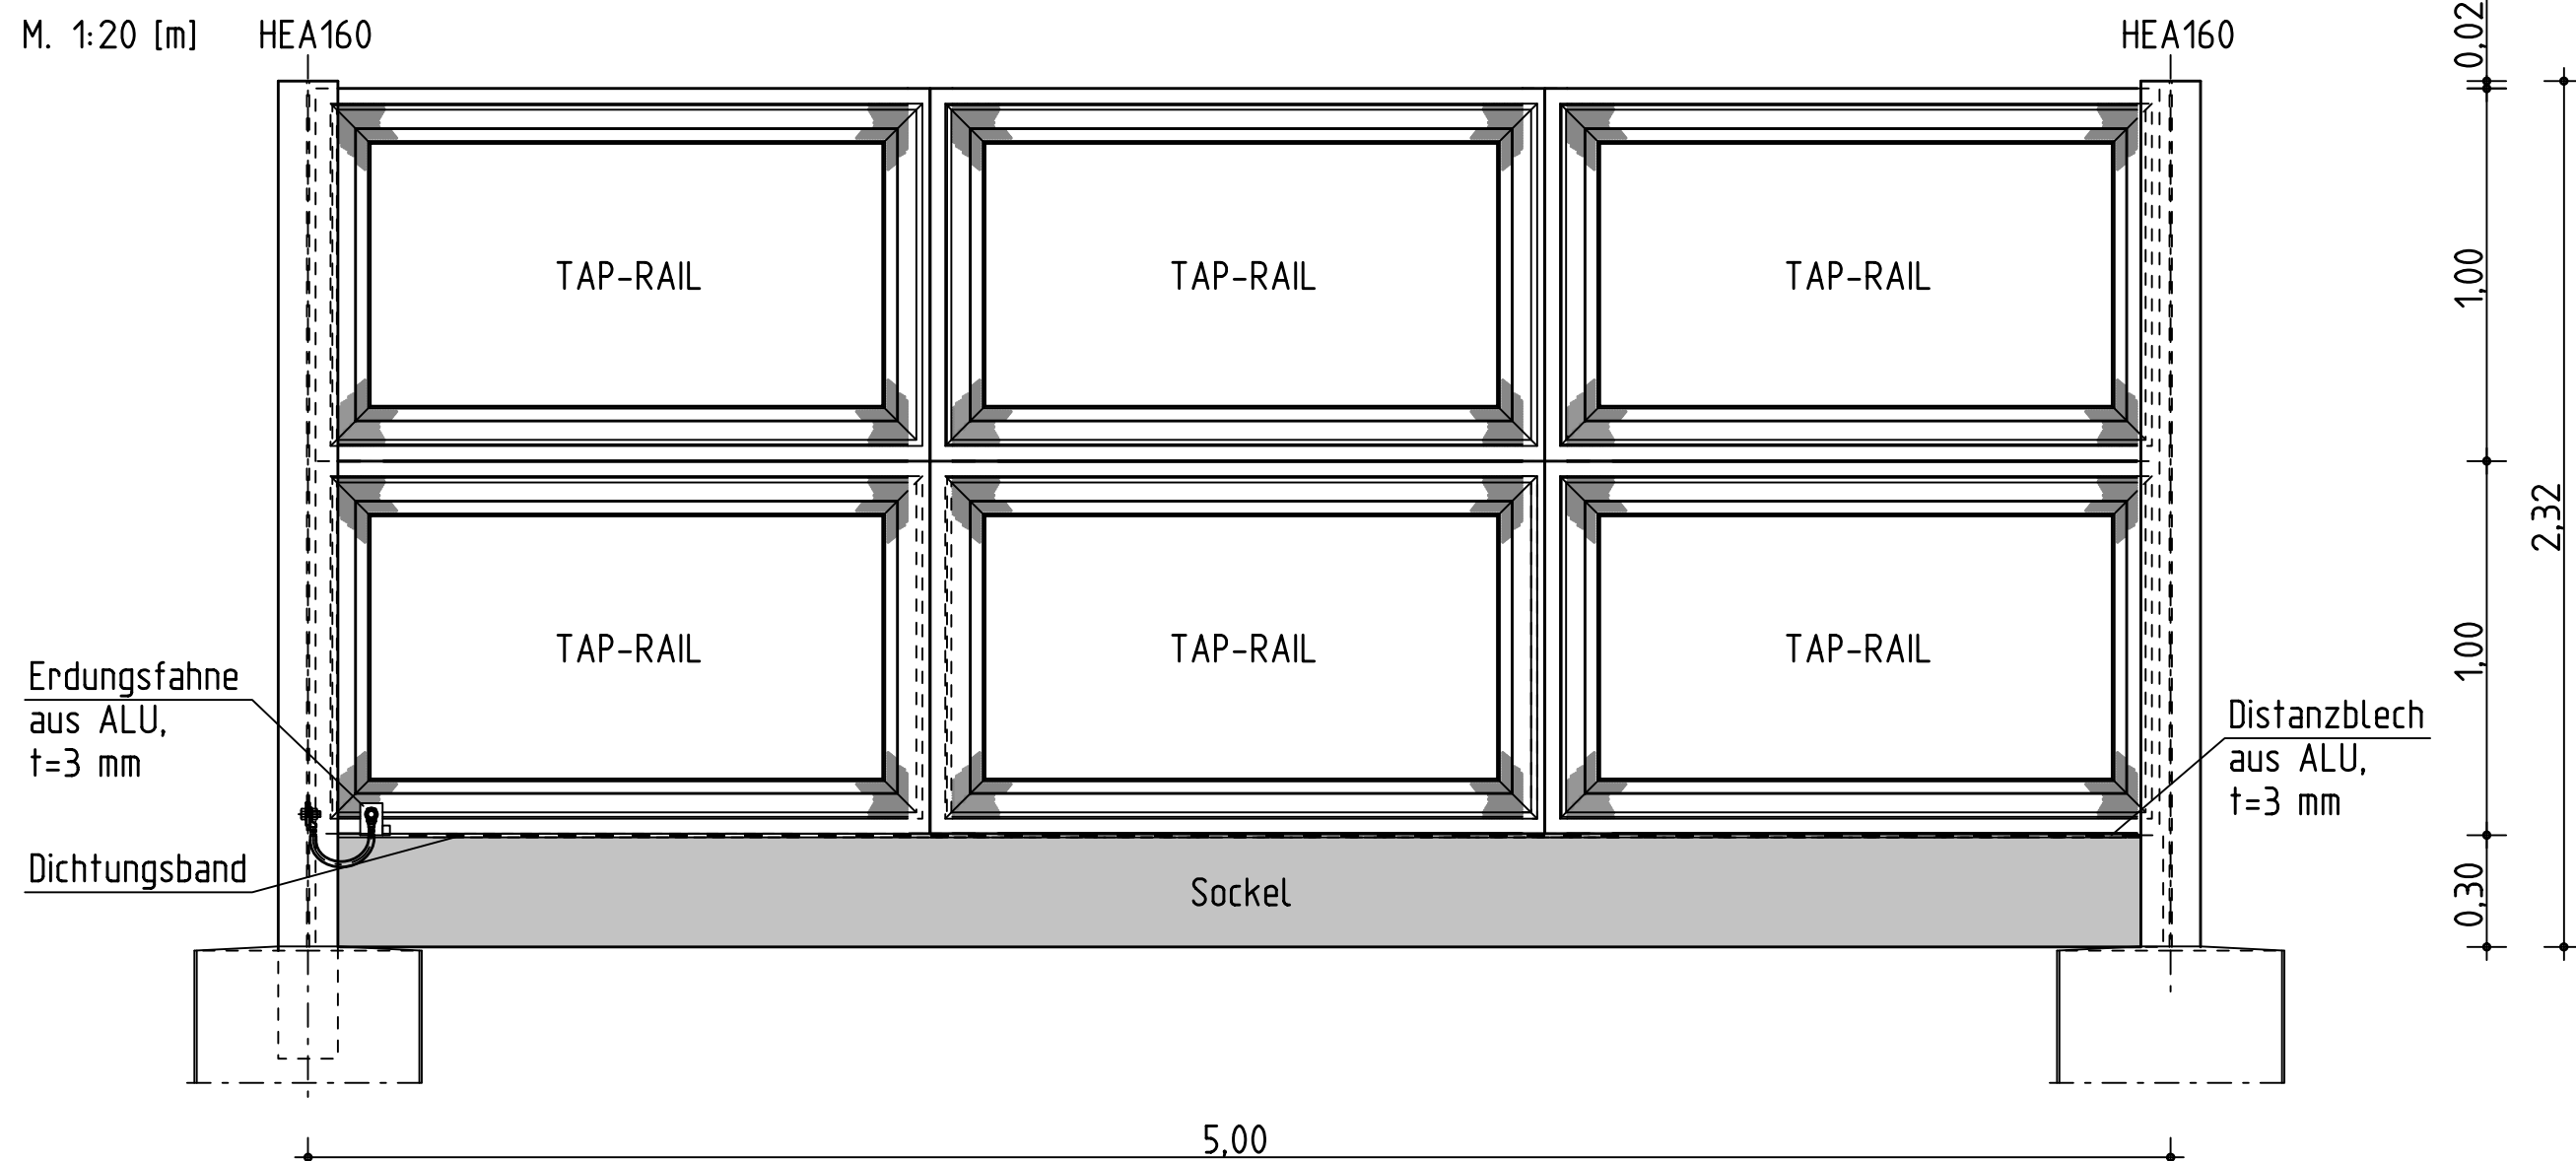 M. 1:20 [m]
HEA160
HEA160
0,02
TAP-RAIL
TAP-RAIL
TAP-RAIL
1,00
2,32
TAP-RAIL
TAP-RAIL
TAP-RAIL
1,00
Erdungsfahne
aus ALU,
t=3 mm
Distanzblech
aus ALU,
t=3 mm
Dichtungsband
Sockel
0,30
5,00